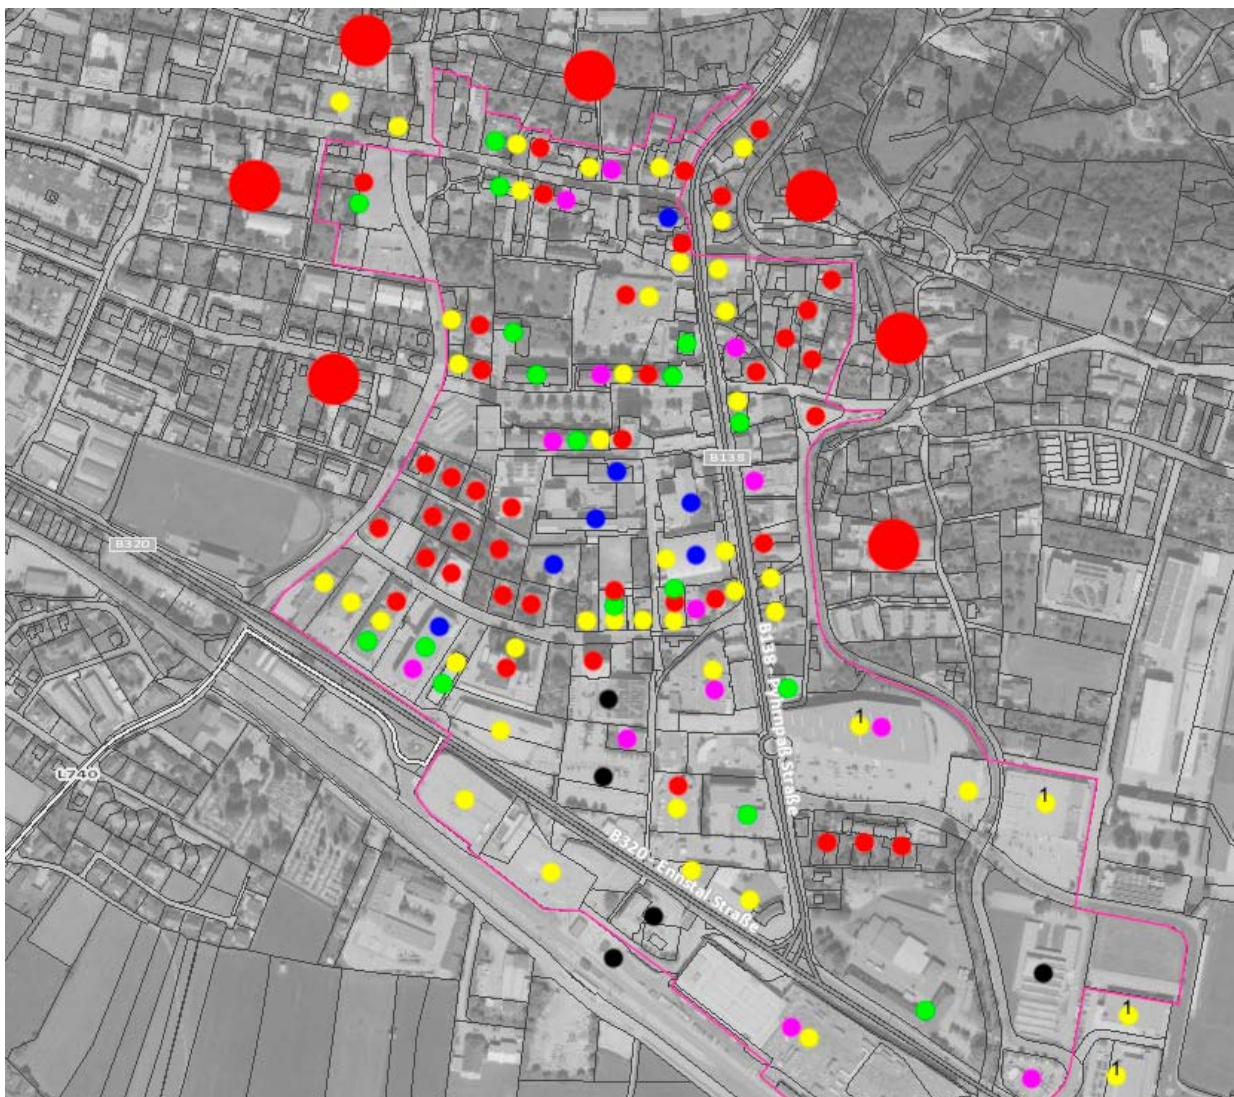 B138
B320
B138 - Pyhrnpaß Straße
1
L740
1
B320 - Ennstal Straße
1
1